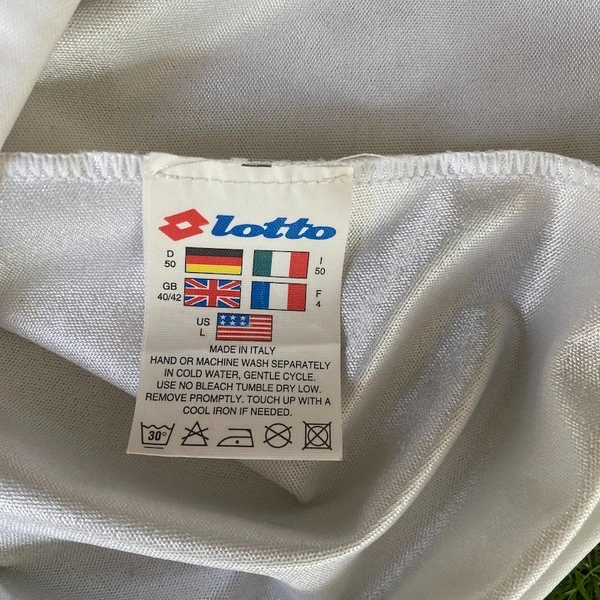 lotto
D
50
I
50
GB
40/42
F
4
US
L
MADE IN ITALY
HAND OR MACHINE WASH SEPARATELY
IN COLD WATER, GENTLE CYCLE.
USE NO BLEACH TUMBLE DRY LOW.
REMOVE PROMPTLY. TOUCH UP WITH A
COOL IRON IF NEEDED.
30°